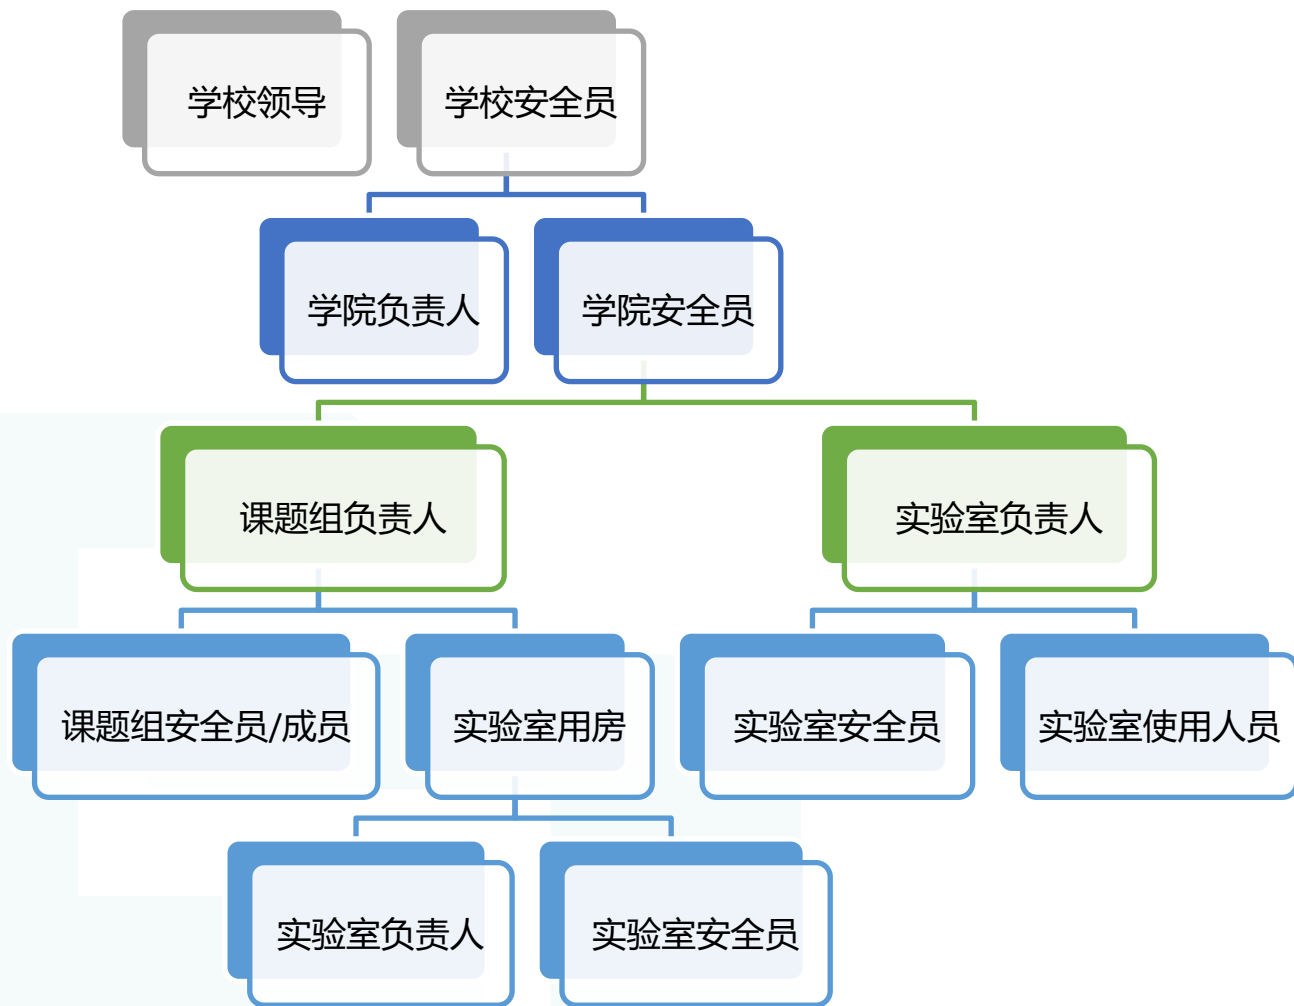 学校领导
学校安全员
学院负责人
学院安全员
课题组负责人
实验室负责人
课题组安全员/成员
实验室用房
实验室安全员
实验室使用人员
实验室负责人
实验室安全员